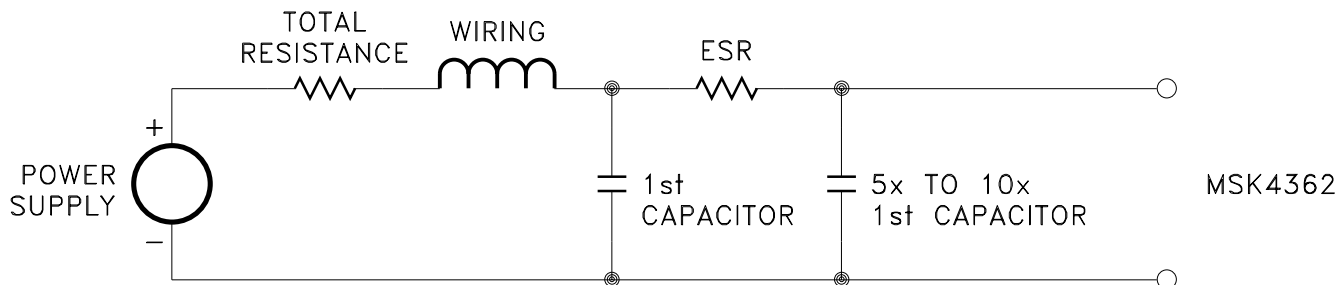 TOTAL
RESISTANCE
WIRING
ESR
+
POWER
SUPPLY
−
1st
CAPACITOR
5x TO 10x
1st CAPACITOR
MSK4362